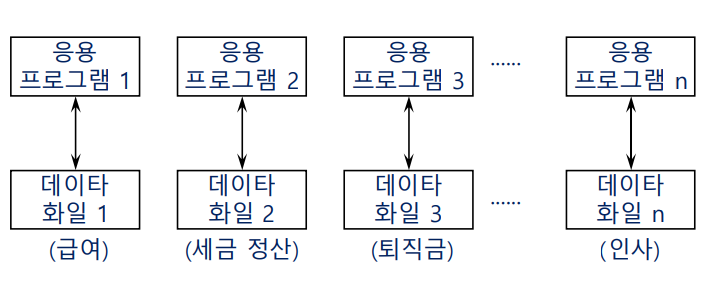 응용 응용 응용 응용
프로그램 1 프로그램 2 프로그램 3 ...... 프로그램 n
데이타 데이타 데이타 데이타
화일 1 화일 2 화일 3 ...... 화일 n
(급여) (세금 정산) (퇴직금) (인사)